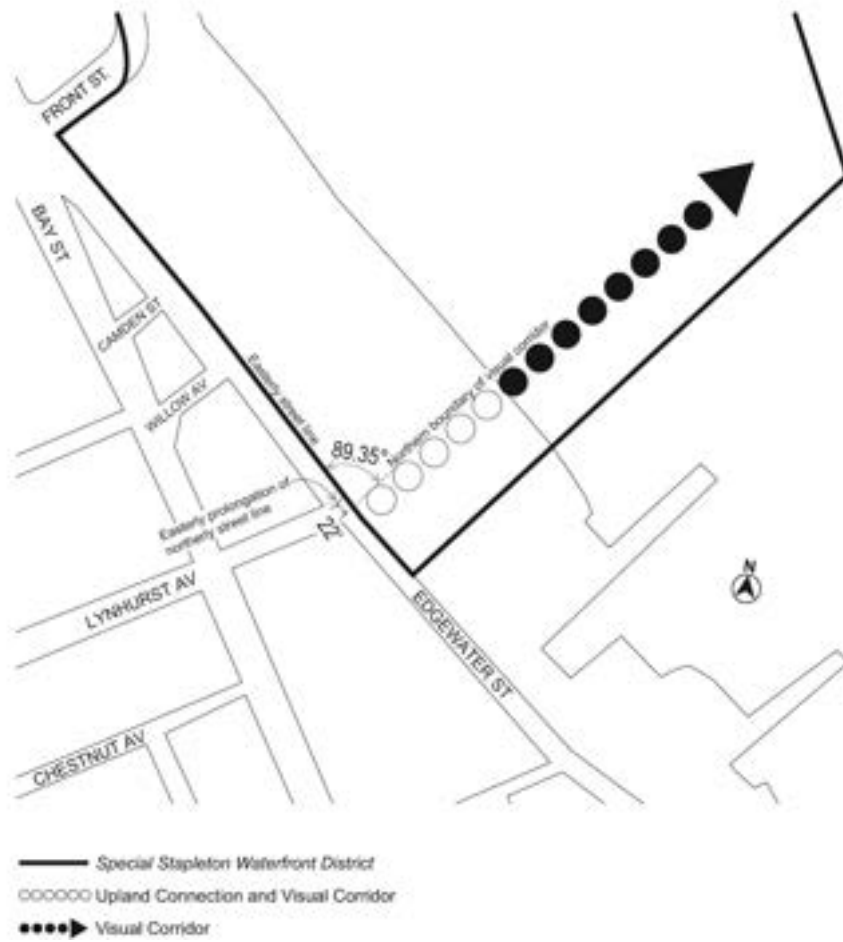 FRONT ST.
BAY ST
CAMDEN ST
WILLOW AV
Easterly street line
Northern boundary of visual corridor
89.35°
Easterly prolongation of
northerly street line
22'
LYNHURST AV
EDGEWATER ST
N
CHESTNUT AV
Special Stapleton Waterfront District
Upland Connection and Visual Corridor
Visual Corridor